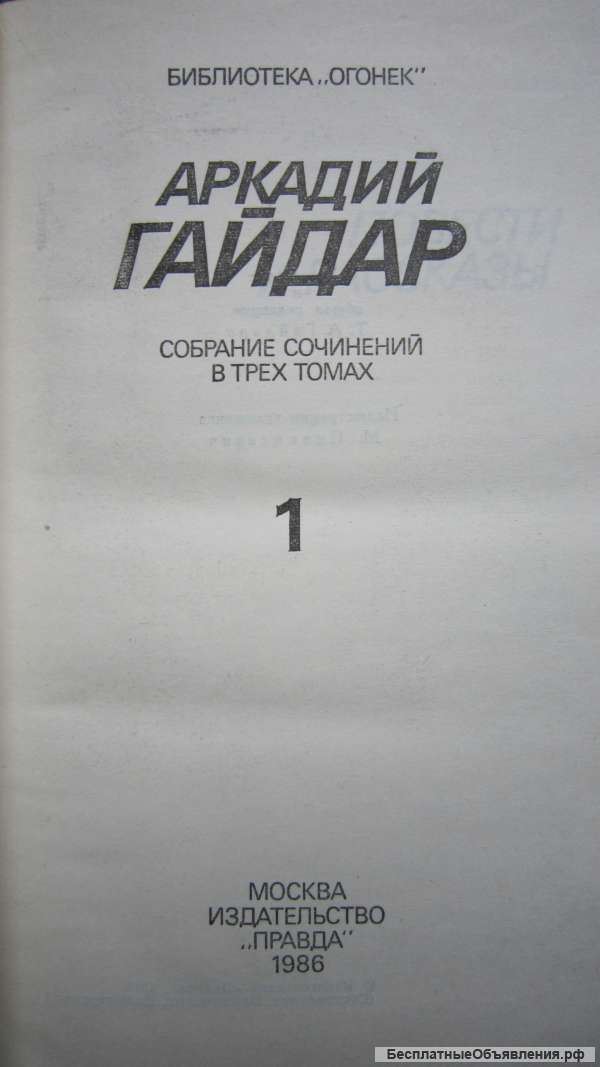 БИБЛИОТЕКА „ОГОНЕК"
АРКАДИЙ
ГАЙДАР
СОБРАНИЕ СОЧИНЕНИЙ
В ТРЕХ ТОМАХ
1
МОСКВА
ИЗДАТЕЛЬСТВО
„ПРАВДА"
1986
БесплатныеОбъявления.рф